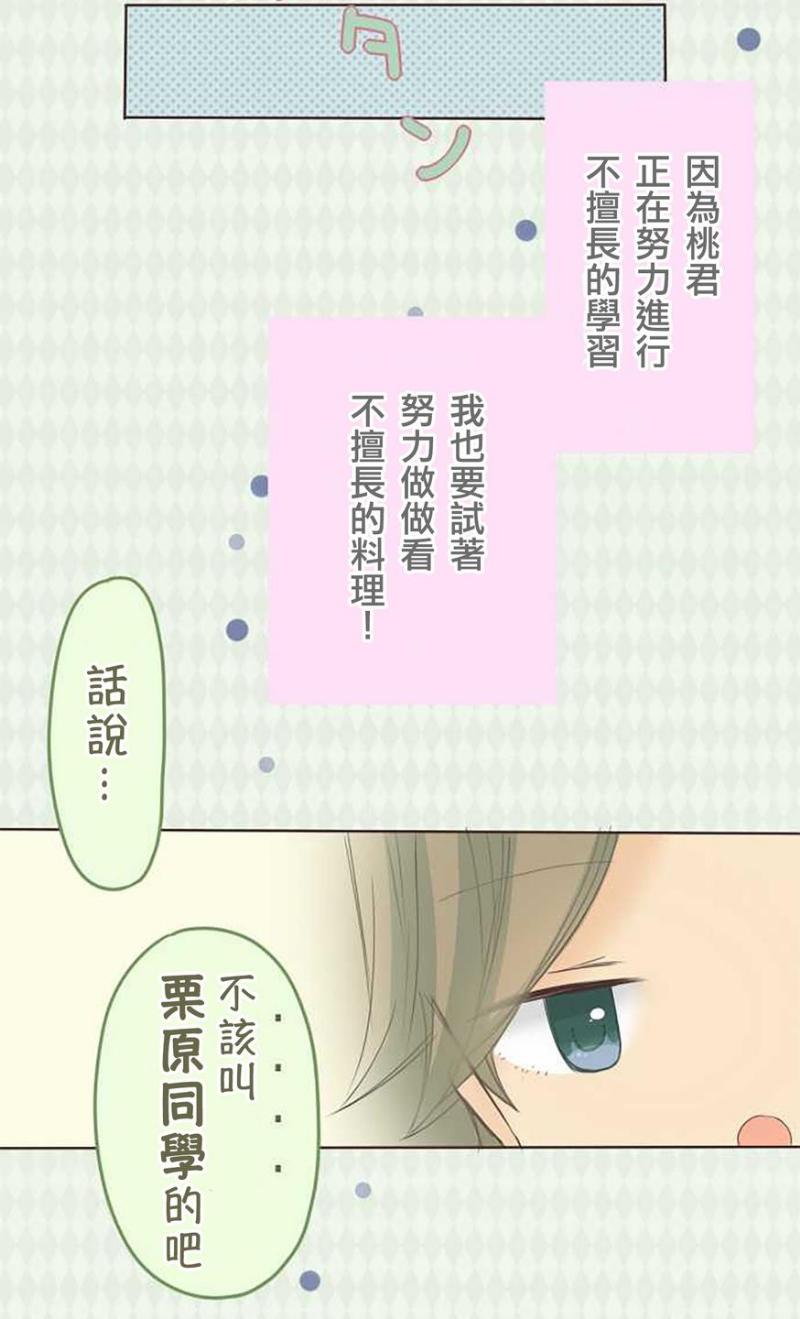 タン
因為桃君
正在努力進行
不擅長的學習
我也要試著
努力做做看
不擅長的料理！
話說…
‧‧‧‧‧
不該叫
栗原同學的吧